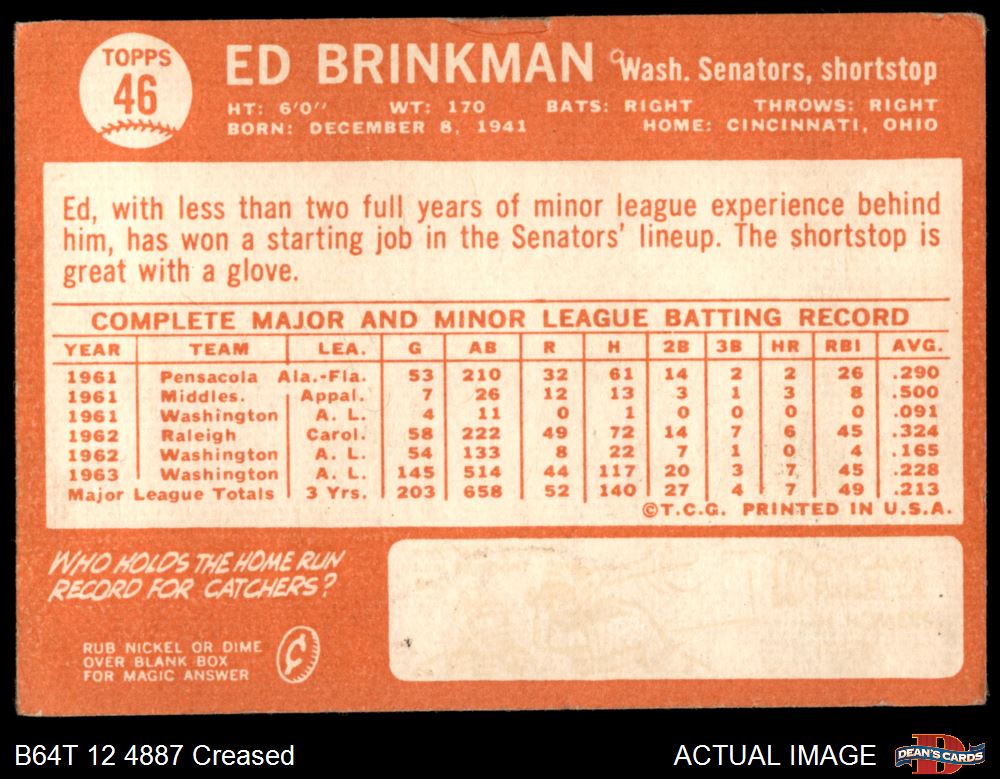 TOPPS
46
ED BRINKMAN Wash. Senators, shortstop
HT: 6'0" WT: 170 BATS: RIGHT THROWS: RIGHT
BORN: DECEMBER 8, 1941 HOME: CINCINNATI, OHIO
Ed, with less than two full years of minor league experience behind
him, has won a starting job in the Senators' lineup. The shortstop is
great with a glove.
COMPLETE MAJOR AND MINOR LEAGUE BATTING RECORD
YEAR TEAM LEA. G AB R H 2B 3B HR RBI AVG.
1961 Pensacola Ala.-Fla. 53 210 32 61 14 2 2 26 .290
1961 Middles. Appal. 7 26 12 13 3 1 3 8 .500
1961 Washington A. L. 4 11 0 1 0 0 0 0 .091
1962 Raleigh Carol. 58 222 49 72 14 7 6 45 .324
1962 Washington A. L. 54 133 8 22 7 1 0 4 .165
1963 Washington A. L. 145 514 44 117 20 3 7 45 .228
Major League Totals 3 Yrs. 203 658 52 140 27 4 7 49 .213
©T.C.G. PRINTED IN U.S.A.
WHO HOLDS THE HOME RUN
RECORD FOR CATCHERS?
RUB NICKEL OR DIME
OVER BLANK BOX
FOR MAGIC ANSWER
¢
B64T 12 4887 Creased ACTUAL IMAGE DEAN'S CARDS